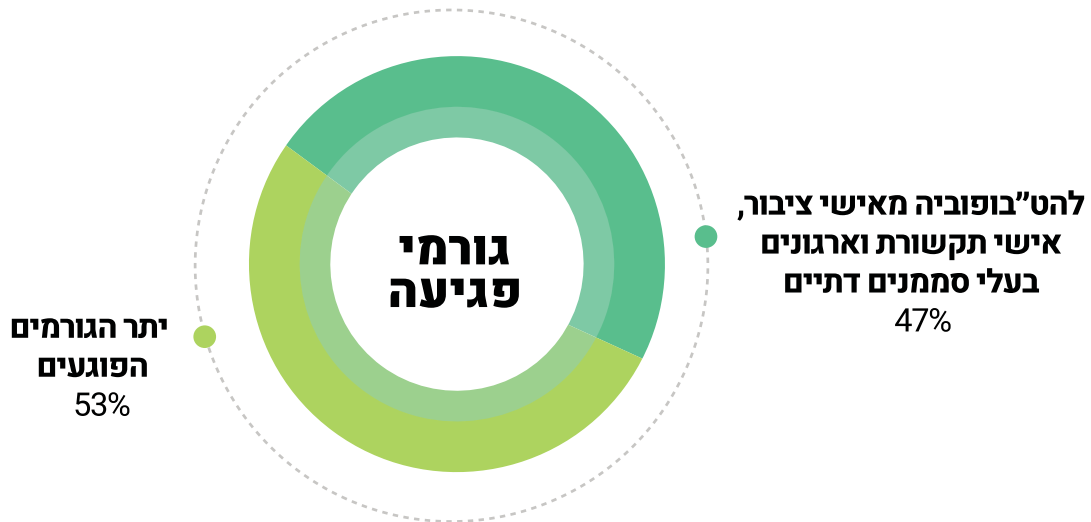 גורמי
פגיעה
להט”בופוביה מאישי ציבור,
אישי תקשורת וארגונים
בעלי סממנים דתיים
47%
יתר הגורמים
הפוגעים
53%